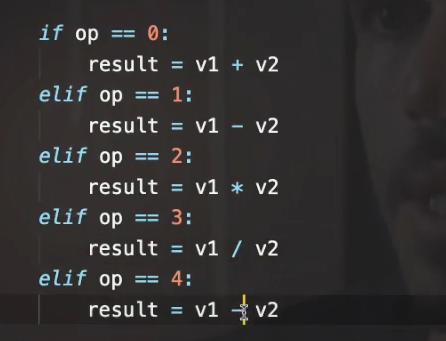 if op == 0:
    result = v1 + v2
elif op == 1:
    result = v1 - v2
elif op == 2:
    result = v1 * v2
elif op == 3:
    result = v1 / v2
elif op == 4:
    result = v1 - v2